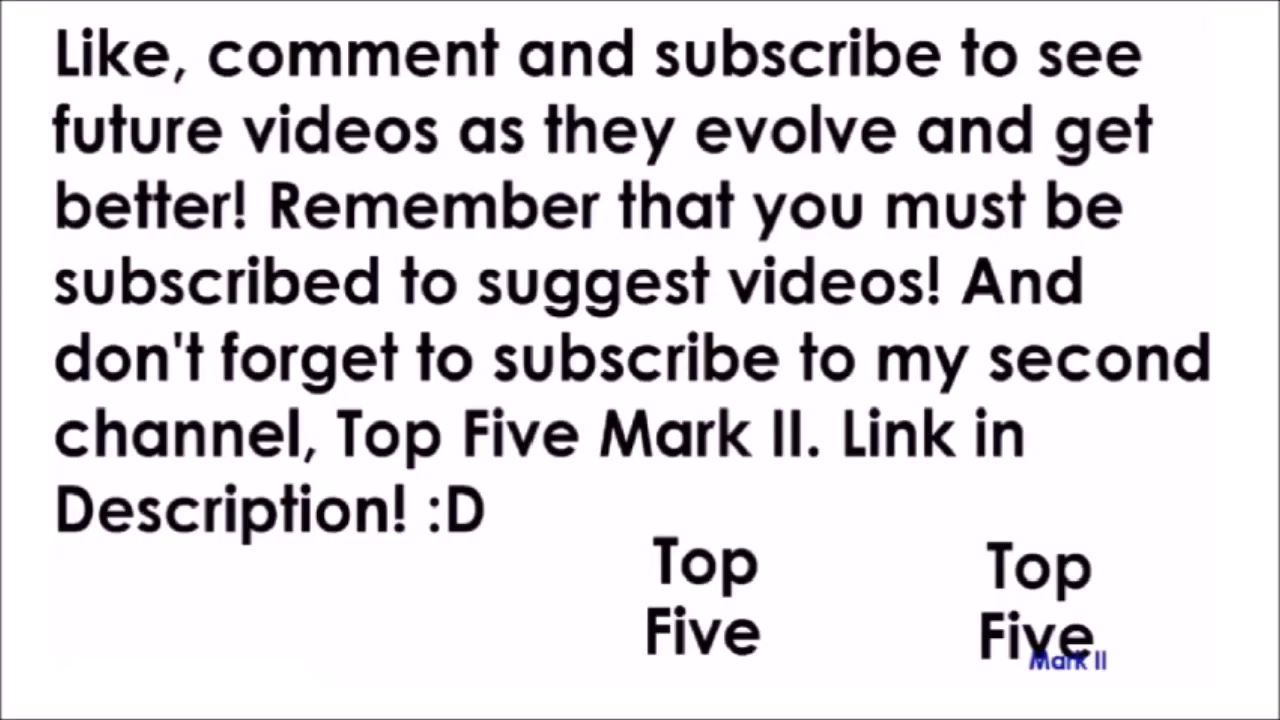 Like, comment and subscribe to see
future videos as they evolve and get
better! Remember that you must be
subscribed to suggest videos! And
don't forget to subscribe to my second
channel, Top Five Mark II. Link in
Description! :D
Top
Five
Top
Five
Mark II